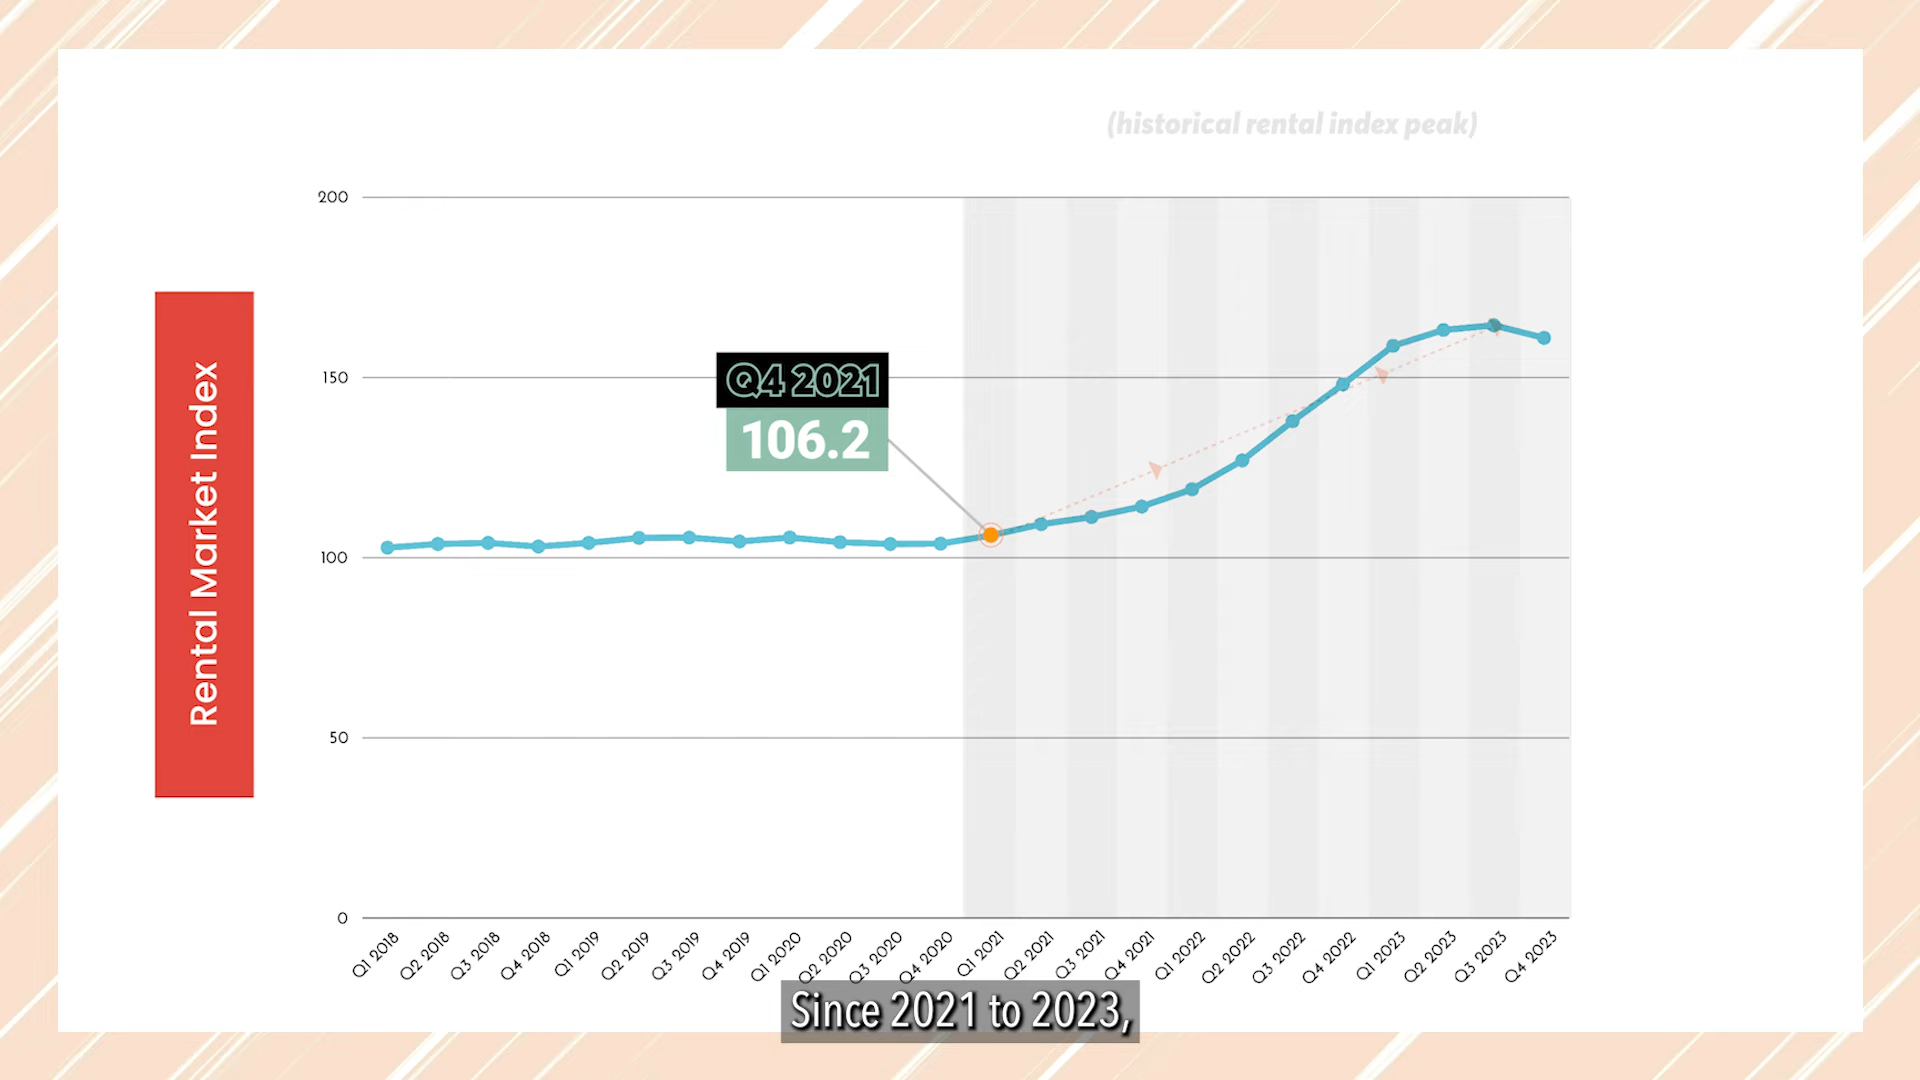 (historical rental index peak)
200
150
100
50
0
Rental Market Index
Q4 2021
106.2
Q1 2018
Q2 2018
Q3 2018
Q4 2018
Q1 2019
Q2 2019
Q3 2019
Q4 2019
Q1 2020
Q2 2020
Q3 2020
Q4 2020
Q1 2021
Q2 2021
Q3 2021
Q4 2021
Q1 2022
Q2 2022
Q3 2022
Q4 2022
Q1 2023
Q2 2023
Q3 2023
Q4 2023
Since 2021 to 2023,